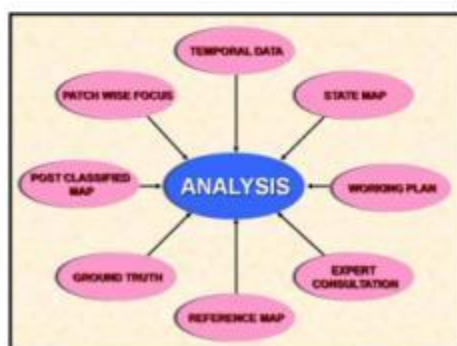 TEMPORAL DATA
PATCH WISE FOCUS
STATE MAP
POST CLASSIFIED
MAP
ANALYSIS
WORKING PLAN
GROUND TRUTH
EXPERT
CONSULTATION
REFERENCE MAP